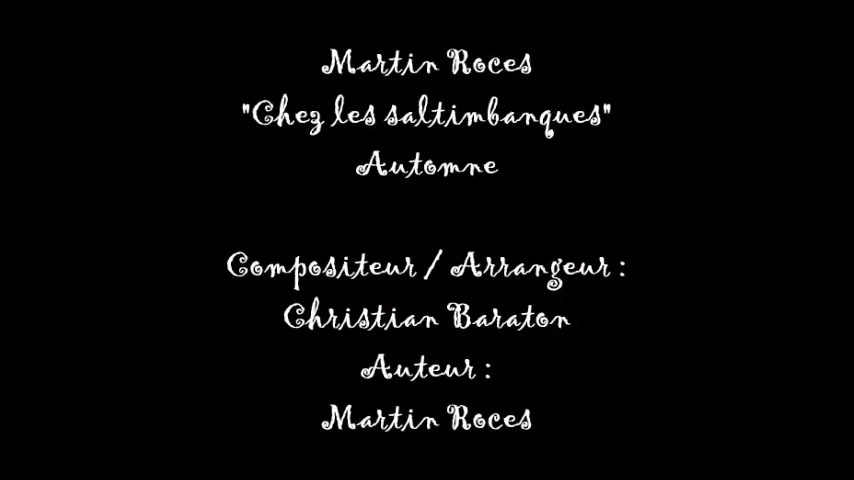 Martin Roces
"Chez les saltimbanques"
Automne
Compositeur / Arrangeur :
Christian Baraton
Auteur :
Martin Roces